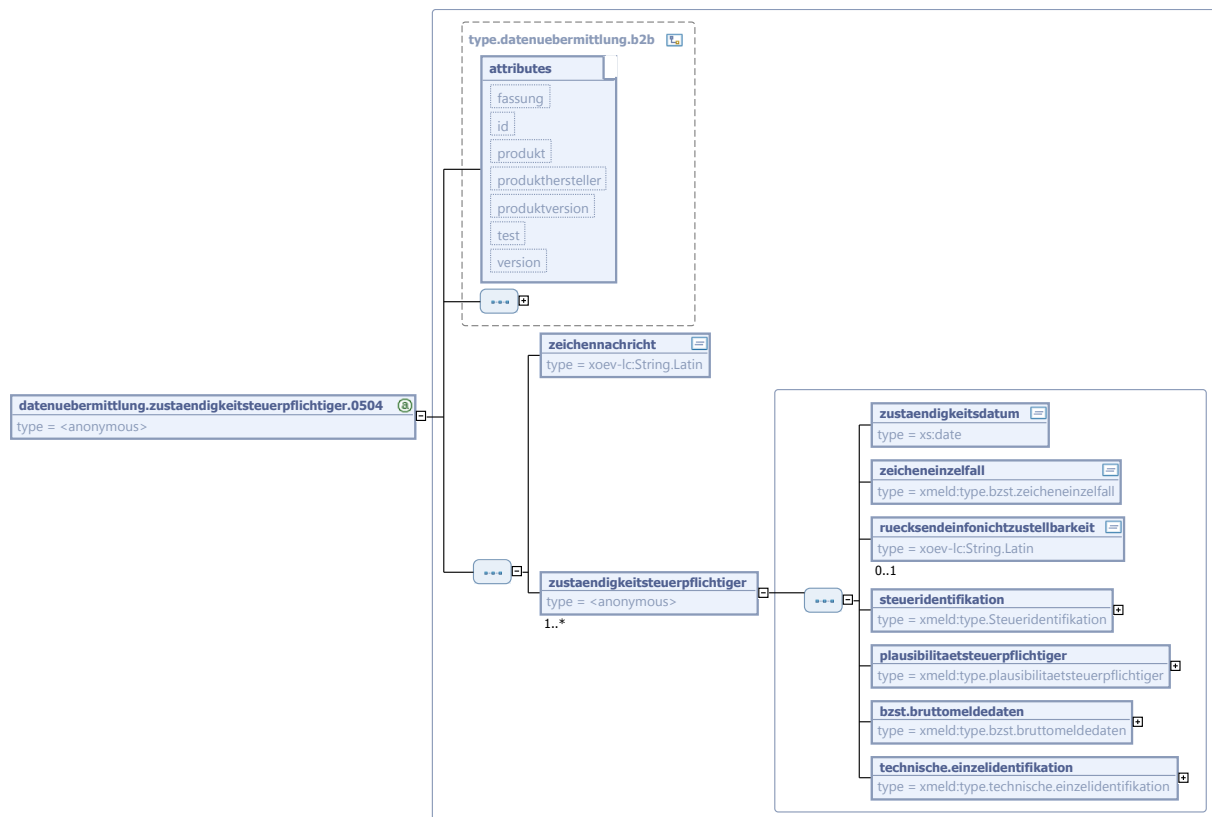 type.datenuebermittlung.b2b
attributes
fassung
id
produkt
produkthersteller
produktversion
test
version
zeichennachricht
type = xoev-lc:String.Latin
datenuebermittlung.zustaendigkeitsteuerpflichtiger.0504
type = <anonymous>
zustaendigkeitsteuerpflichtiger
type = <anonymous>
1..*
zustaendigkeitsdatum
type = xs:date
zeicheneinzelfall
type = xmeld:type.bzst.zeicheneinzelfall
ruecksendeinfonichtzustellbarkeit
type = xoev-lc:String.Latin
0..1
steueridentifikation
type = xmeld:type.Steueridentifikation
plausibilitaetsteuerpflichtiger
type = xmeld:type.plausibilitaetsteuerpflichtiger
bzst.bruttomeldedaten
type = xmeld:type.bzst.bruttomeldedaten
technische.einzelidentifikation
type = xmeld:type.technische.einzelidentifikation